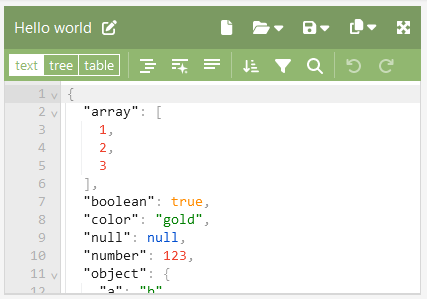 Hello world
text tree table
1 {
2 "array": [
3 1,
4 2,
5 3
6 ],
7 "boolean": true,
8 "color": "gold",
9 "null": null,
10 "number": 123,
11 "object": {
12 "a": "b"